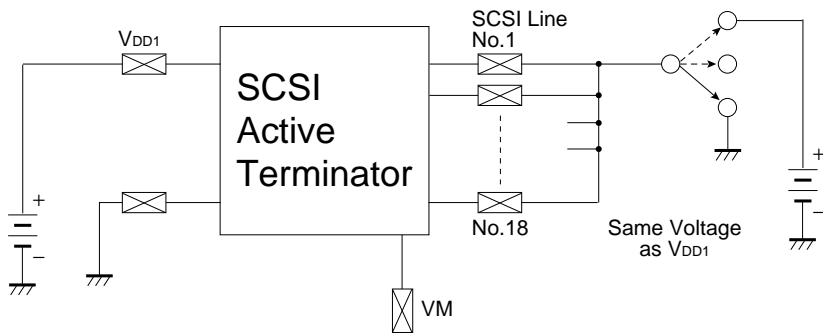 VDD1
SCSI Line
No.1
SCSI
Active
Terminator
+
−
No.18
Same Voltage
as VDD1
+
−
VM